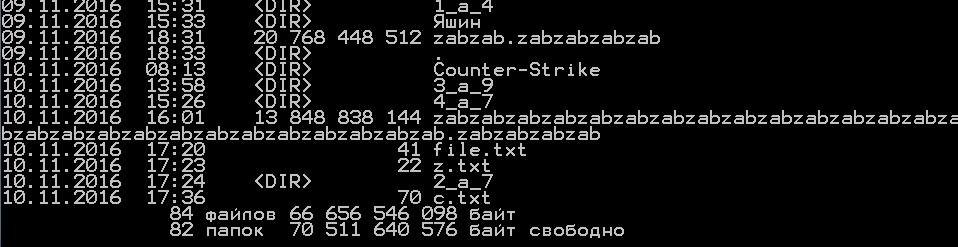 09.11.2016 15:31 <DIR> 1_a_4
09.11.2016 15:33 <DIR> Яшин
09.11.2016 18:31 20 768 448 512 zabzab.zabzabzabzab
09.11.2016 18:33 <DIR> .
10.11.2016 08:13 <DIR> Counter-Strike
10.11.2016 13:58 <DIR> 3_a_9
10.11.2016 15:26 <DIR> 4_a_7
10.11.2016 16:01 13 848 838 144 zabzabzabzabzabzabzabzabzabzabzabzabzabzabzabza
bzabzabzabzabzabzabzabzabzabzabzabzab.zabzabzabzab
10.11.2016 17:20 41 file.txt
10.11.2016 17:23 22 z.txt
10.11.2016 17:24 <DIR> 2_a_7
10.11.2016 17:36 70 c.txt
84 файлов 66 656 546 098 байт
82 папок 70 511 640 576 байт свободно